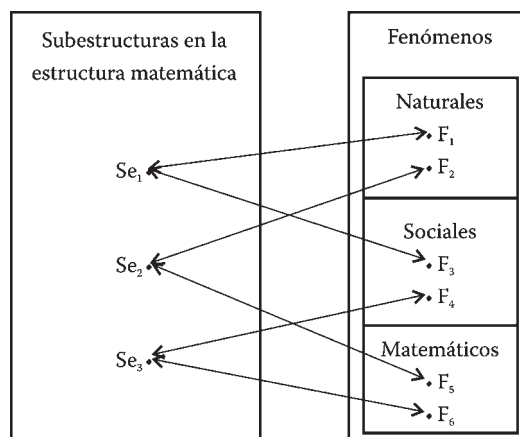 Subestructuras en la
estructura matemática
Se₁
Se₂
Se₃
Fenómenos
Naturales
F₁
F₂
Sociales
F₃
F₄
Matemáticos
F₅
F₆